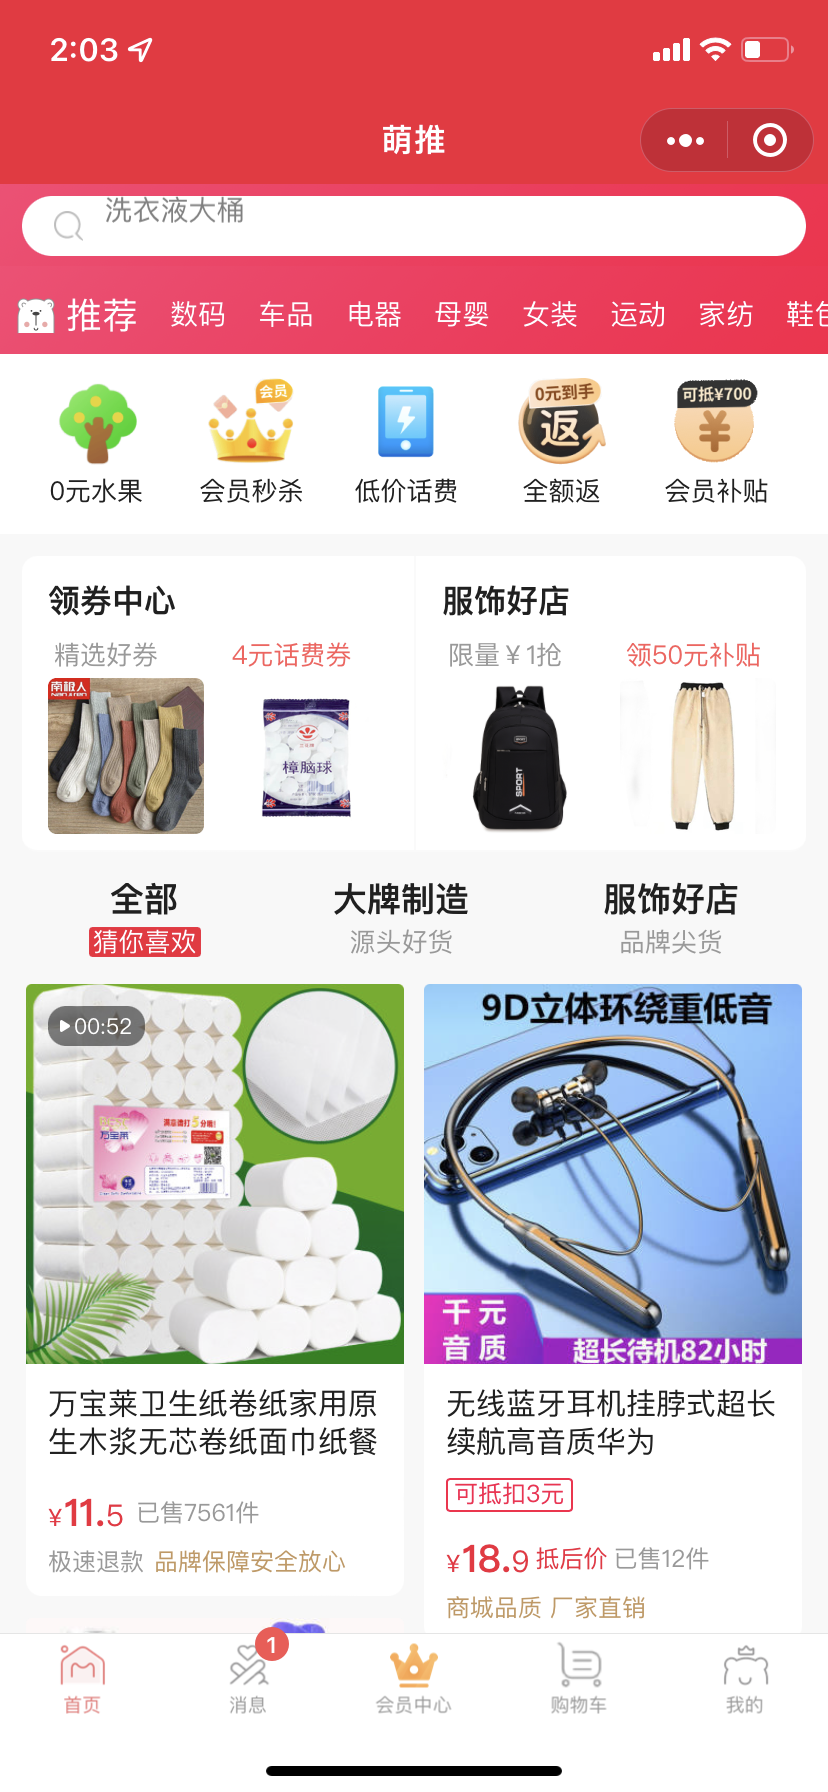 2:03
萌推
洗衣液大桶
推荐 数码 车品 电器 母婴 女装 运动 家纺 鞋包
会员
0元到手
返
可抵¥700
¥
0元水果 会员秒杀 低价话费 全额返 会员补贴
领券中心
精选好券 4元话费券
南极人
樟脑球
服饰好店
限量¥1抢 领50元补贴
SPORT
全部 大牌制造 服饰好店
猜你喜欢 源头好货 品牌尖货
00:52
万宝莱
满意请打5分哦!
万宝莱卫生纸卷纸家用原
生木浆无芯卷纸面巾纸餐
¥11.5 已售7561件
极速退款 品牌保障安全放心
9D立体环绕重低音
千元
音质
超长待机82小时
无线蓝牙耳机挂脖式超长
续航高音质华为
可抵扣3元
¥18.9 抵后价 已售12件
商城品质 厂家直销
1
首页 消息 会员中心 购物车 我的